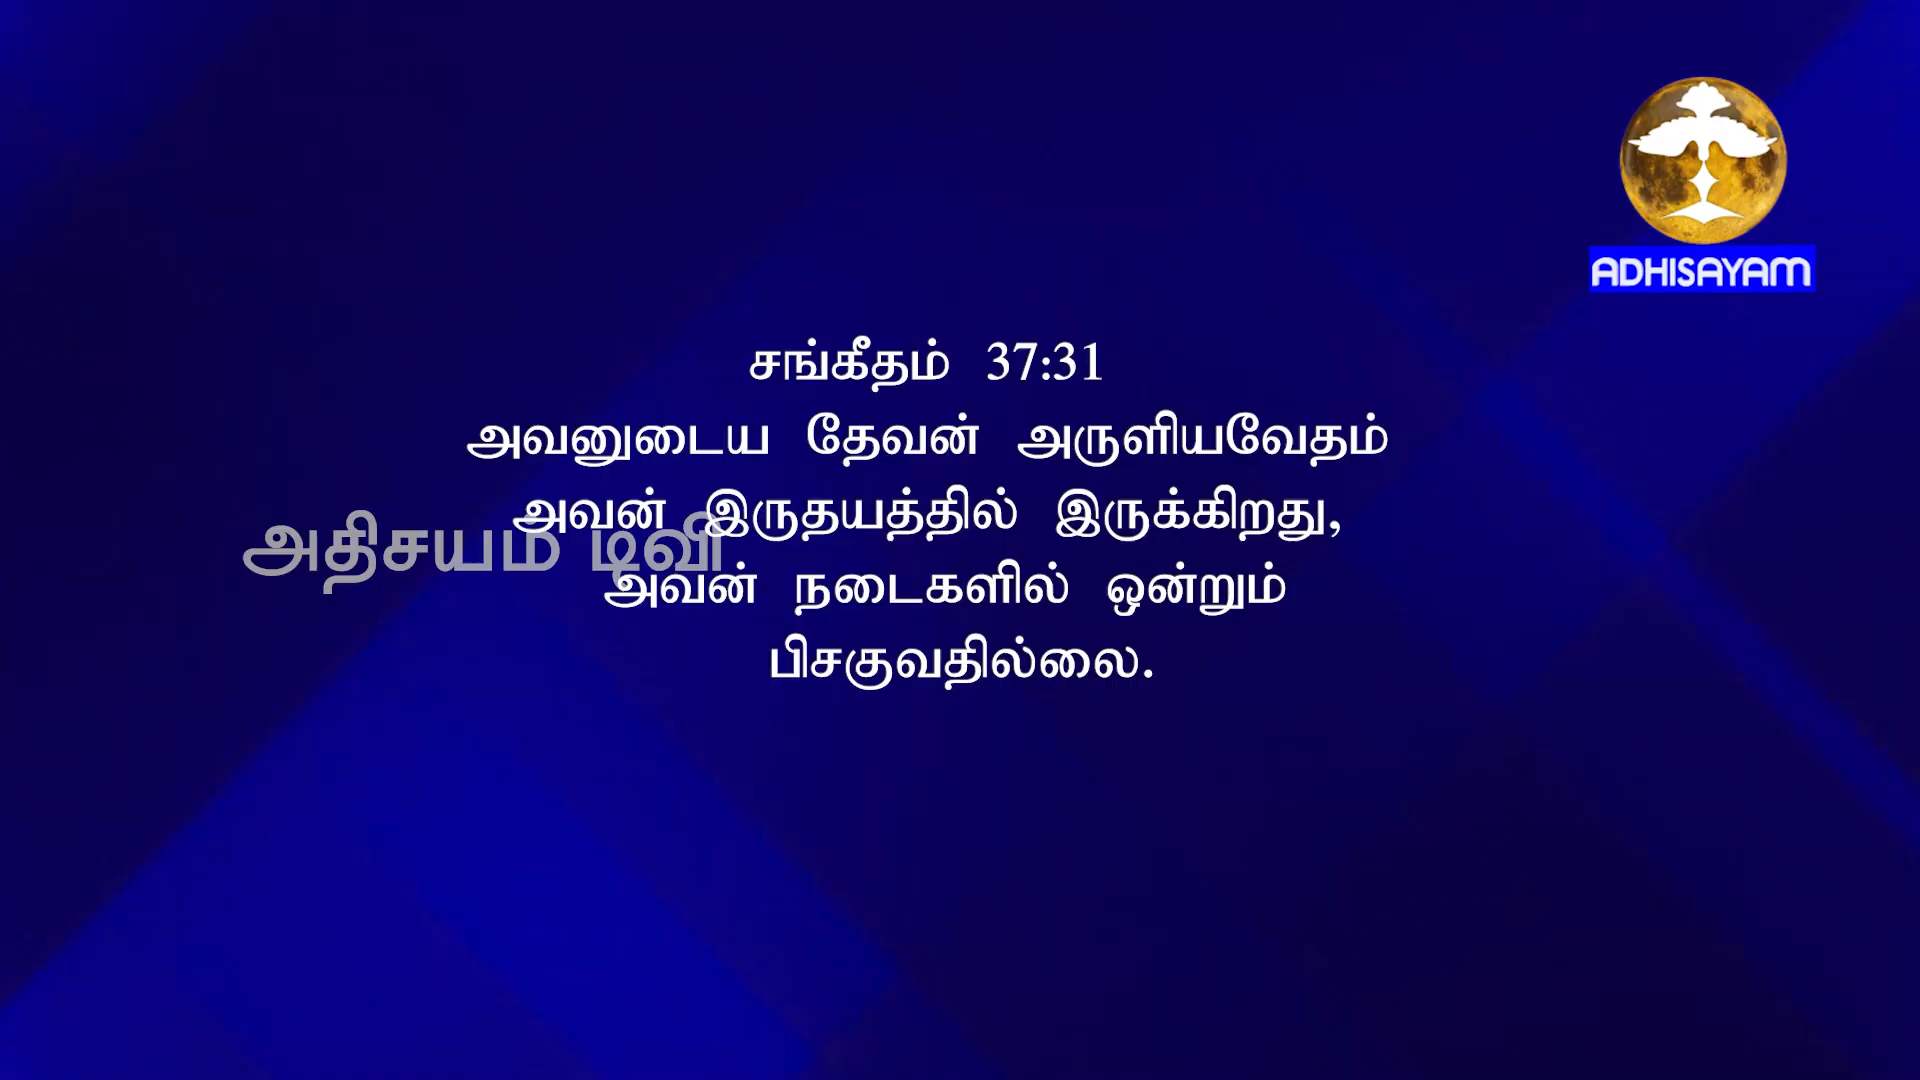 ADHISAYAM
சங்கீதம் 37:31
அவனுடைய தேவன் அருளியவேதம்
அவன் இருதயத்தில் இருக்கிறது,
அதிசயம் டிவி
அவன் நடைகளில் ஒன்றும்
பிசகுவதில்லை.